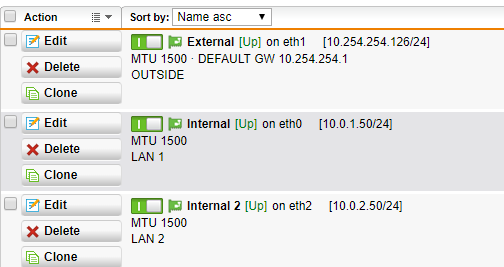 Action Sort by: Name asc
Edit External [Up] on eth1 [10.254.254.126/24]
MTU 1500 · DEFAULT GW 10.254.254.1
Delete
OUTSIDE
Clone
Edit Internal [Up] on eth0 [10.0.1.50/24]
MTU 1500
Delete
LAN 1
Clone
Edit Internal 2 [Up] on eth2 [10.0.2.50/24]
MTU 1500
Delete
LAN 2
Clone